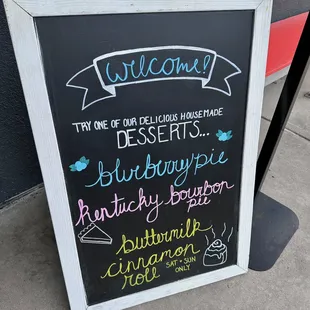 welcome!
TRY ONE OF OUR DELICIOUS HOUSEMADE
DESSERTS...
blueberry pie
kentucky bourbon
pie
buttermilk
cinnamon
roll
SAT + SUN
ONLY